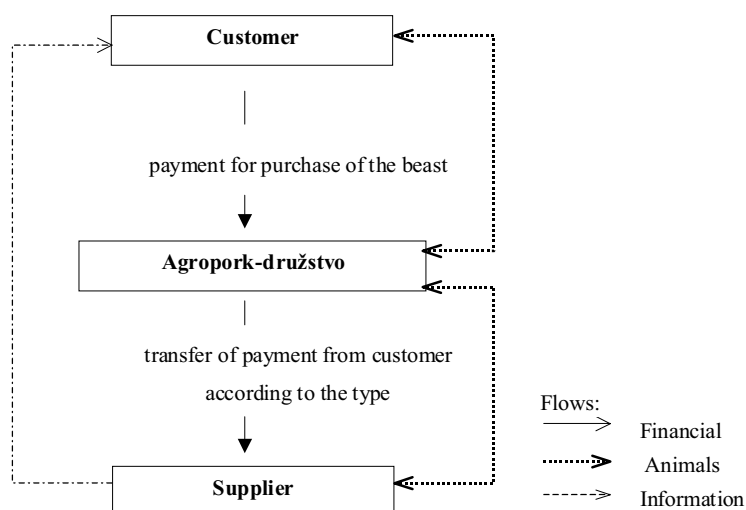 Customer
payment for purchase of the beast
Agropork-družstvo
transfer of payment from customer
according to the type
Supplier
Flows:
Financial
Animals
Information